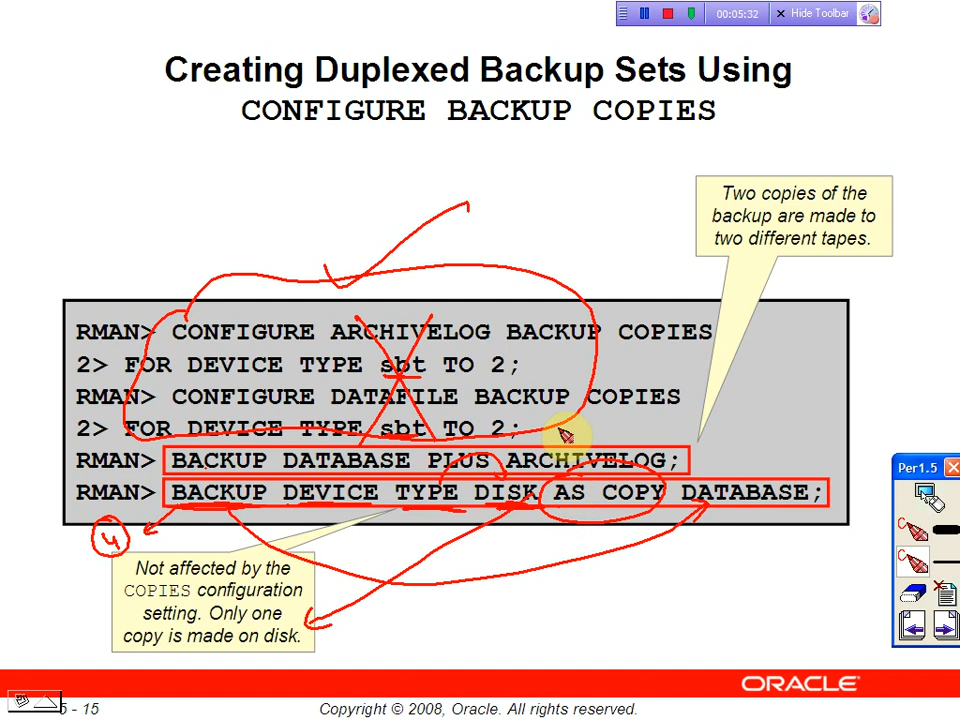 00:05:32
Hide Toolbar
Creating Duplexed Backup Sets Using
CONFIGURE BACKUP COPIES
Two copies of the
backup are made to
two different tapes.
RMAN> CONFIGURE ARCHIVELOG BACKUP COPIES
2> FOR DEVICE TYPE sbt TO 2;
RMAN> CONFIGURE DATAFILE BACKUP COPIES
2> FOR DEVICE TYPE sbt TO 2;
RMAN> BACKUP DATABASE PLUS ARCHIVELOG;
RMAN> BACKUP DEVICE TYPE DISK AS COPY DATABASE;
Per1.5
4
Not affected by the
COPIES configuration
setting. Only one
copy is made on disk.
ORACLE
5 - 15
Copyright © 2008, Oracle. All rights reserved.